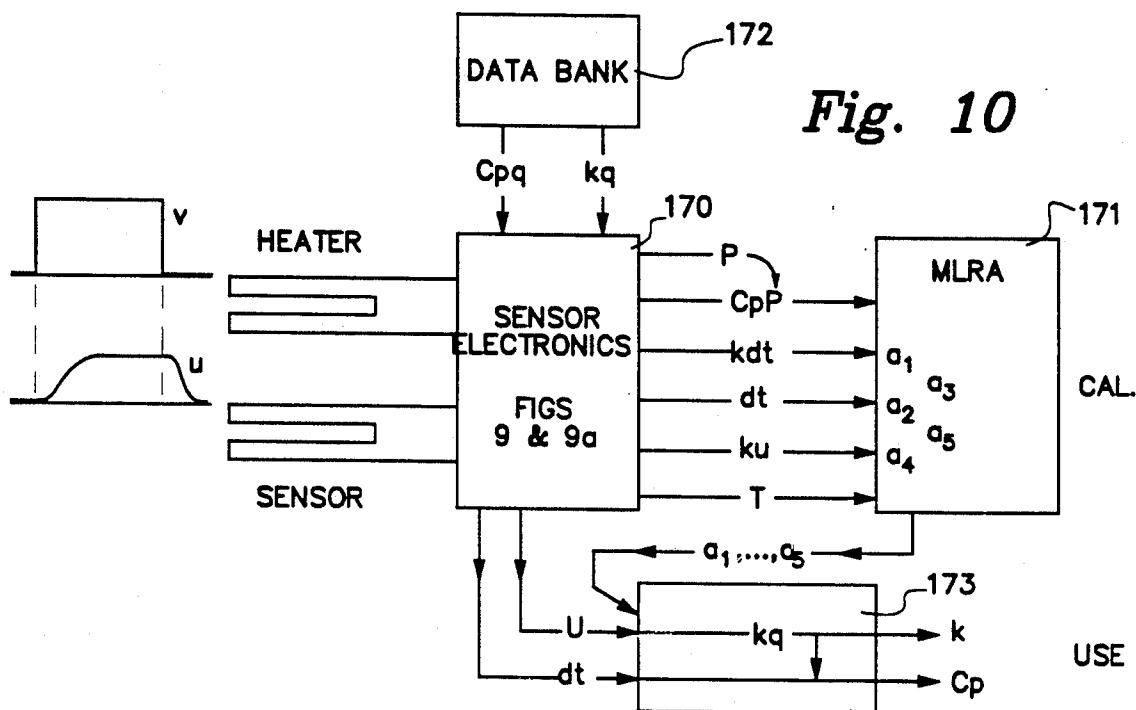 172
DATA BANK
Fig. 10
Cpq
kq
170
171
v
HEATER
P
MLRA
CpP
SENSOR
ELECTRONICS
u
kdt
a1
a3
CAL.
dt
a2
FIGS
9 & 9a
a5
ku
a4
SENSOR
T
a1,...,a5
173
U
kq
k
USE
dt
Cp